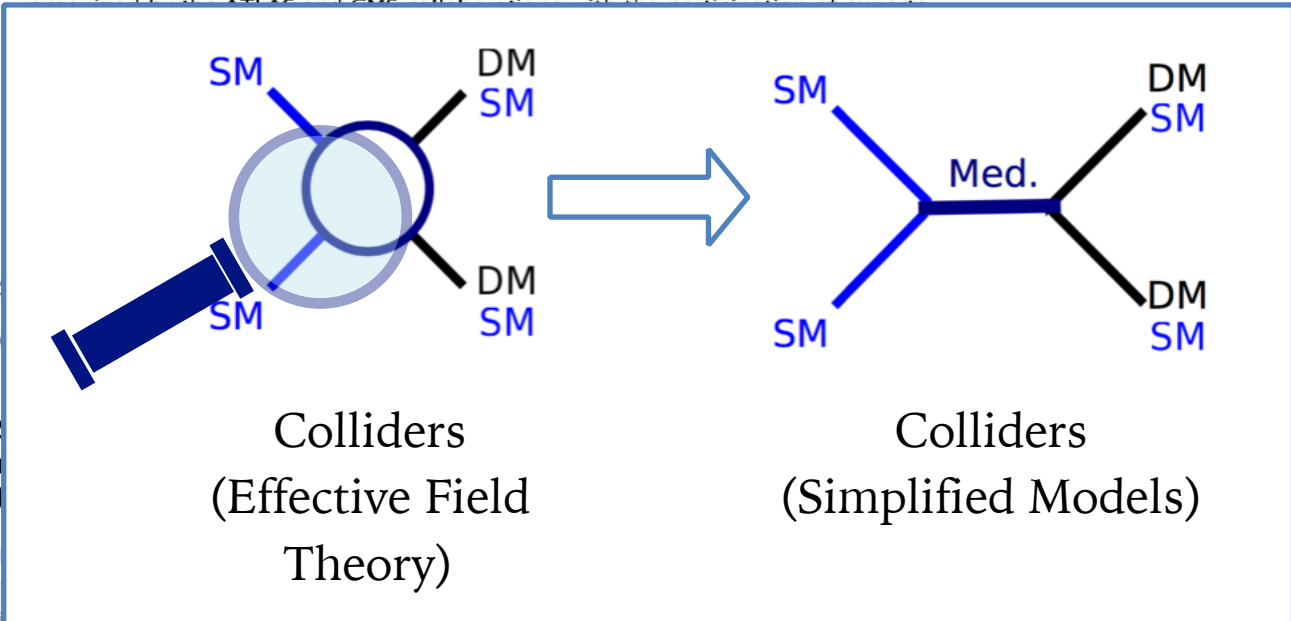 SM
DM
SM
SM
DM
SM
Colliders
(Effective Field
Theory)
SM
DM
SM
Med.
SM
DM
SM
Colliders
(Simplified Models)